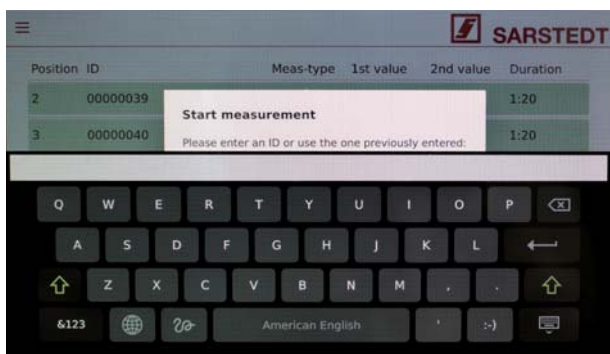 SARSTEDT
Position ID Meas-type 1st value 2nd value Duration
2 00000039 1:20
Start measurement
3 00000040 1:20
Please enter an ID or use the one previously entered:
Q W E R T Y U I O P
A S D F G H J K L
Z X C V B N M , .
&123 American English ' :-)